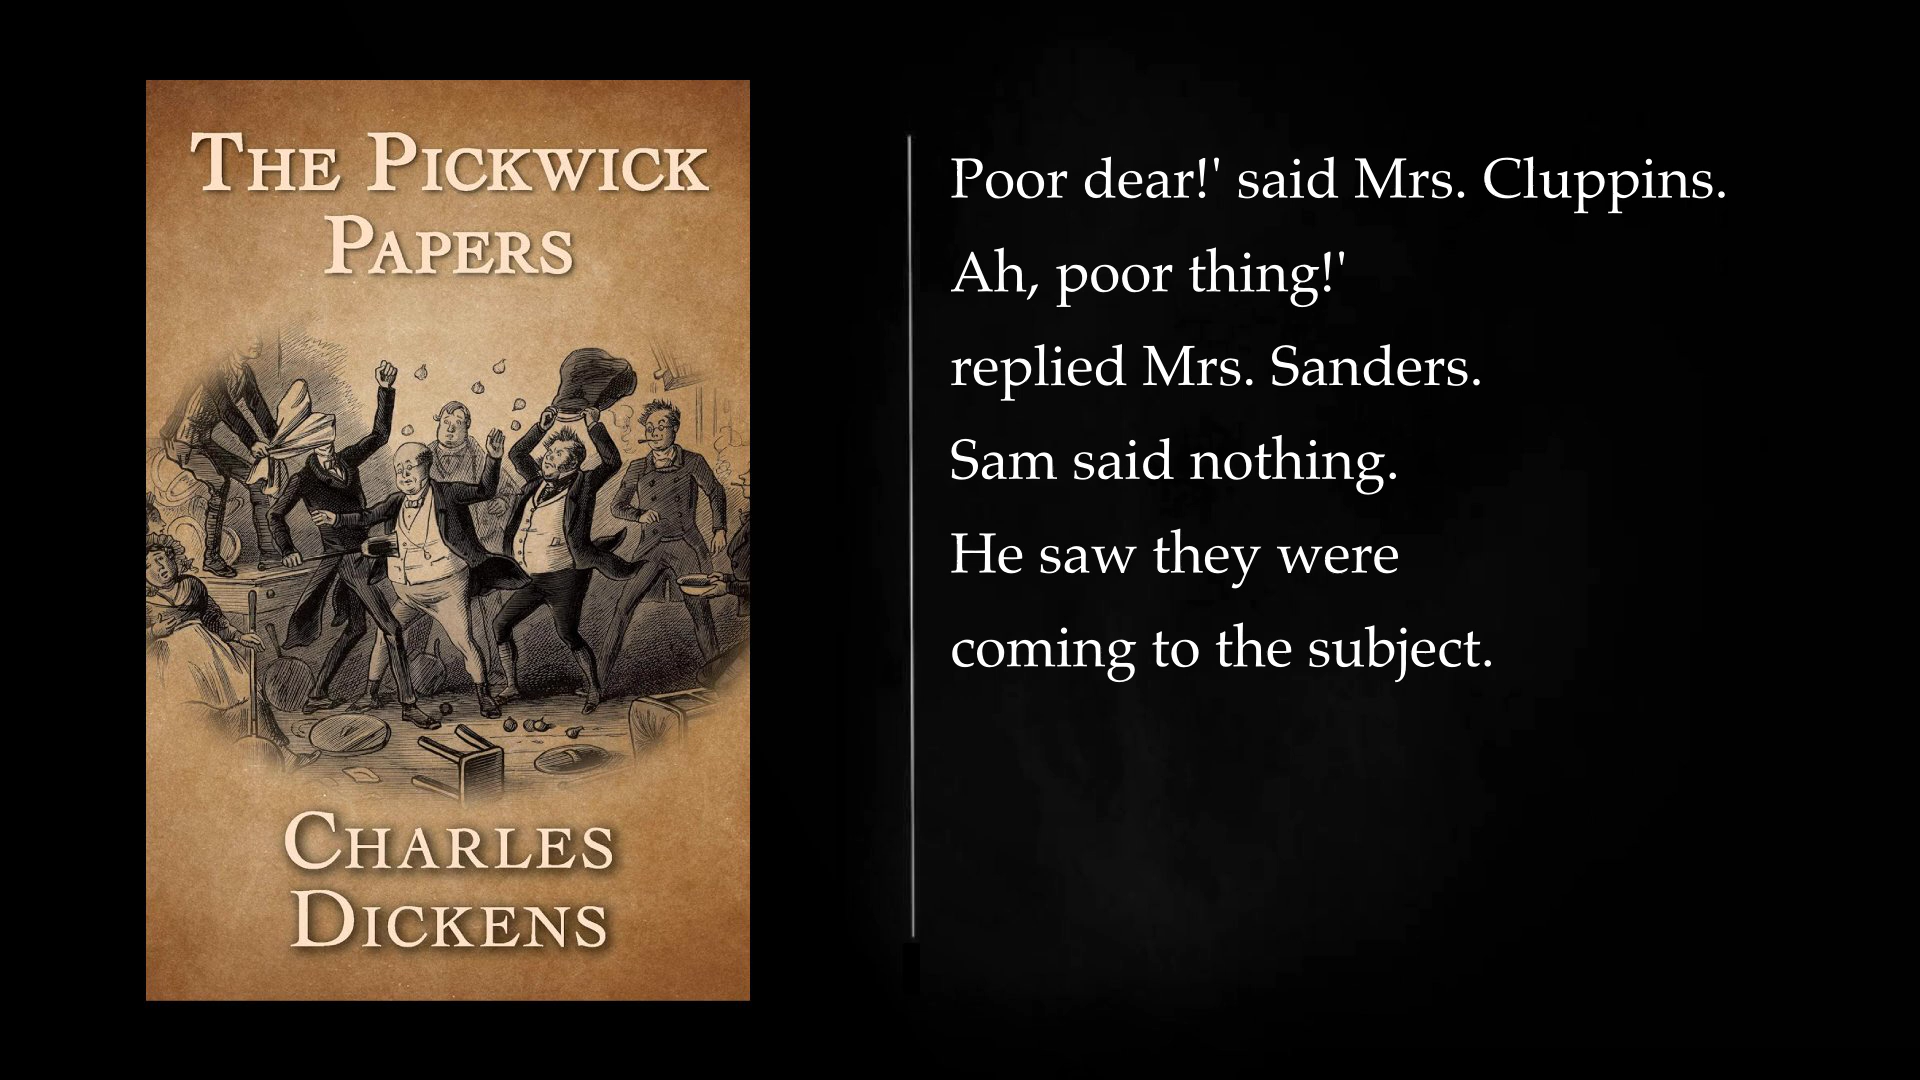 The Pickwick
Papers
Charles
Dickens
Poor dear!' said Mrs. Cluppins.
Ah, poor thing!'
replied Mrs. Sanders.
Sam said nothing.
He saw they were
coming to the subject.